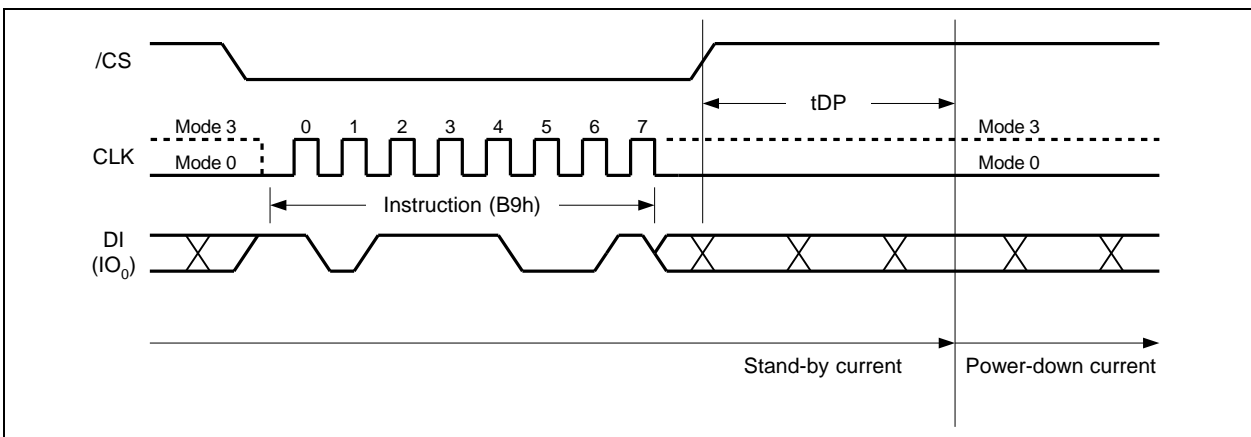 /CS
tDP
Mode 3 0 1 2 3 4 5 6 7 Mode 3
CLK
Mode 0 Mode 0
Instruction (B9h)
DI
(IO₀)
Stand-by current Power-down current